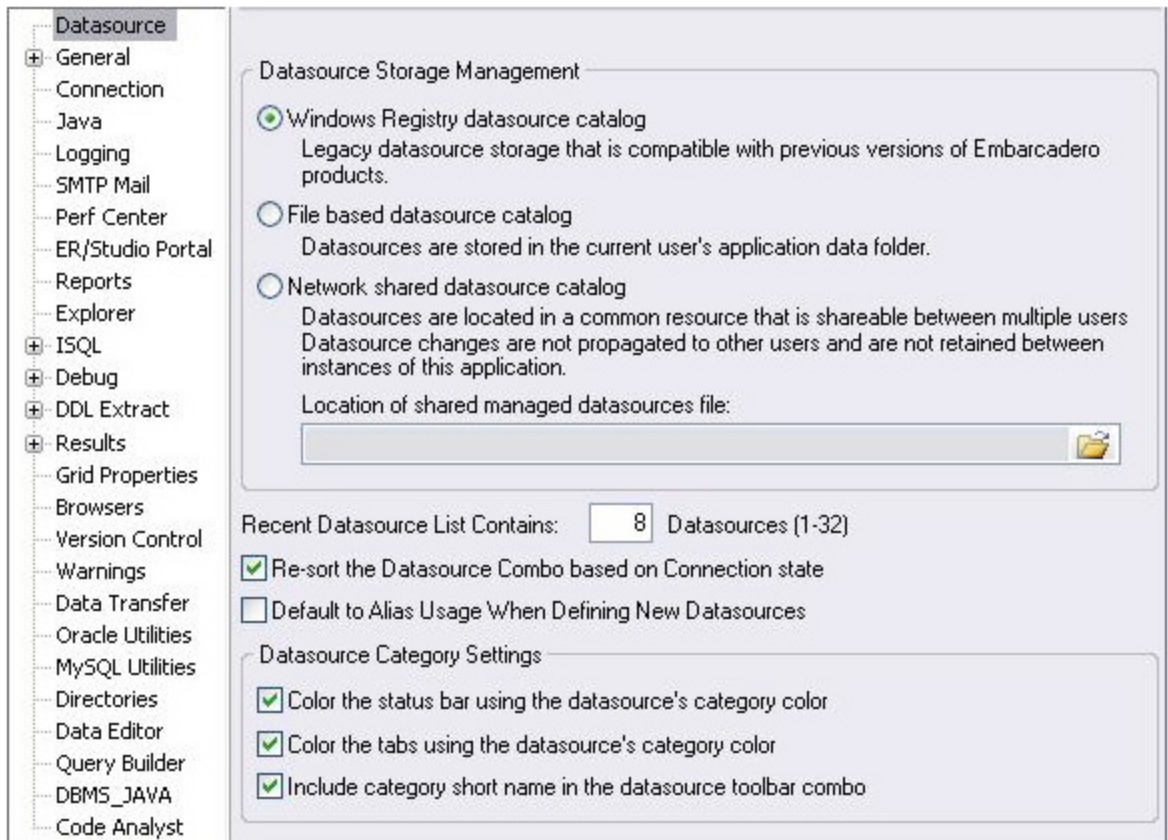 Datasource
General
Connection
Java
Logging
SMTP Mail
Perf Center
ER/Studio Portal
Reports
Explorer
ISQL
Debug
DDL Extract
Results
Grid Properties
Browsers
Version Control
Warnings
Data Transfer
Oracle Utilities
MySQL Utilities
Directories
Data Editor
Query Builder
DBMS_JAVA
Code Analyst
Datasource Storage Management
Windows Registry datasource catalog
Legacy datasource storage that is compatible with previous versions of Embarcadero
products.
File based datasource catalog
Datasources are stored in the current user's application data folder.
Network shared datasource catalog
Datasources are located in a common resource that is shareable between multiple users
Datasource changes are not propagated to other users and are not retained between
instances of this application.
Location of shared managed datasources file:
Recent Datasource List Contains: 8 Datasources (1-32)
Re-sort the Datasource Combo based on Connection state
Default to Alias Usage When Defining New Datasources
Datasource Category Settings
Color the status bar using the datasource's category color
Color the tabs using the datasource's category color
Include category short name in the datasource toolbar combo